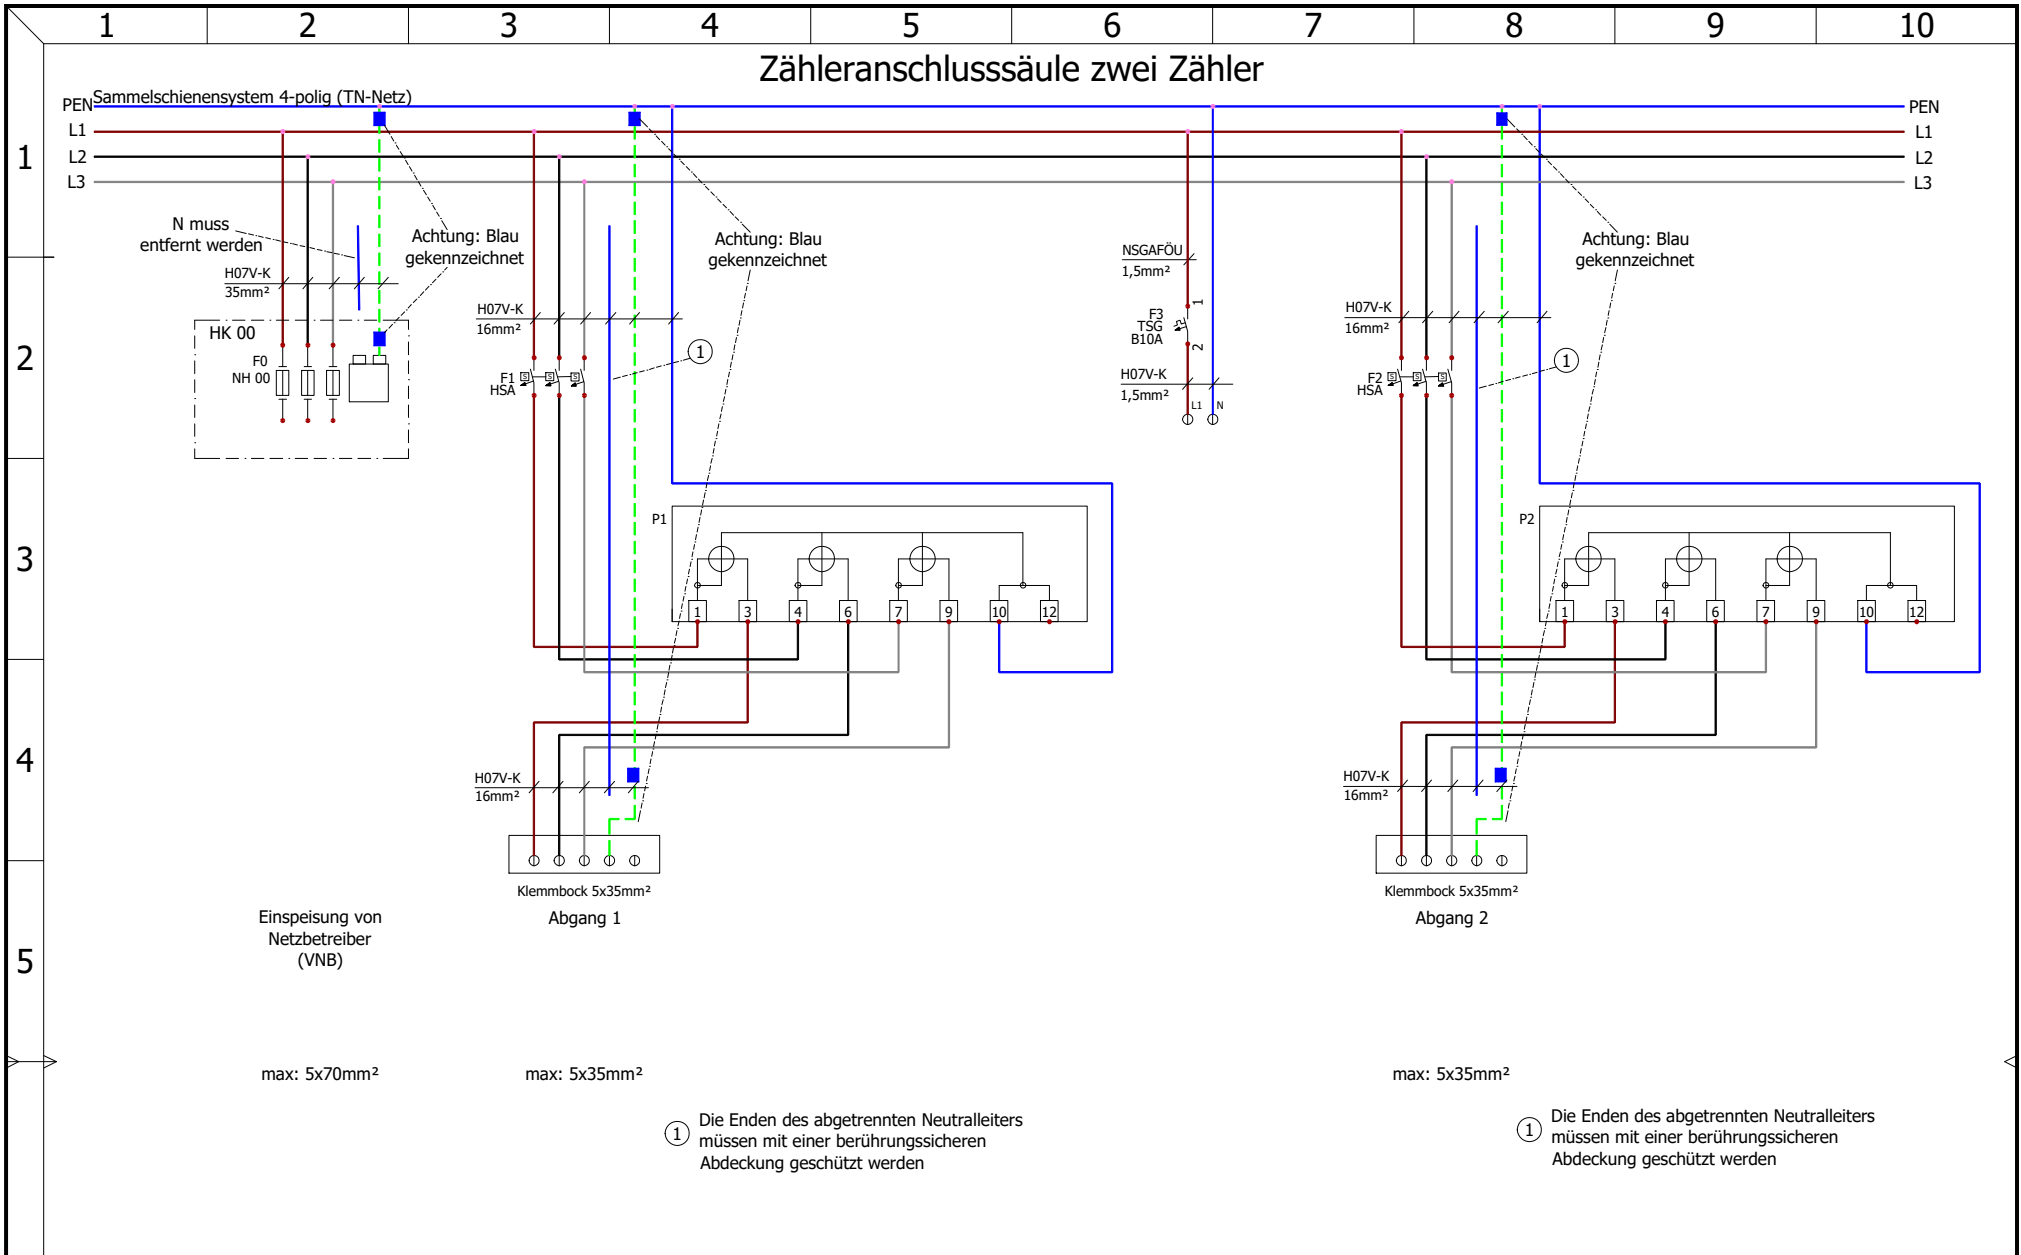 1 2 3 4 5 6 7 8 9 10
Zähleranschlusssäule zwei Zähler
Sammelschienensystem 4-polig (TN-Netz)
PEN PEN
L1 L1
1
L2 L2
L3 L3
N muss
entfernt werden
Achtung: Blau
gekennzeichnet
Achtung: Blau
gekennzeichnet
Achtung: Blau
gekennzeichnet
H07V-K
35mm²
NSGAFÖU
1,5mm²
H07V-K
16mm²
H07V-K
16mm²
2
HK 00
F0
NH 00
F1
HSA
S S S
1
F3
TSG
B10A
1
2
H07V-K
1,5mm²
L1 N
F2
HSA
S S S
1
3
P1
1 3 4 6 7 9 10 12
P2
1 3 4 6 7 9 10 12
4
H07V-K
16mm²
H07V-K
16mm²
Klemmbock 5x35mm²
Abgang 1
Klemmbock 5x35mm²
Abgang 2
5
Einspeisung von
Netzbetreiber
(VNB)
max: 5x70mm²
max: 5x35mm²
max: 5x35mm²
1
Die Enden des abgetrennten Neutralleiters
müssen mit einer berührungssicheren
Abdeckung geschützt werden
1
Die Enden des abgetrennten Neutralleiters
müssen mit einer berührungssicheren
Abdeckung geschützt werden